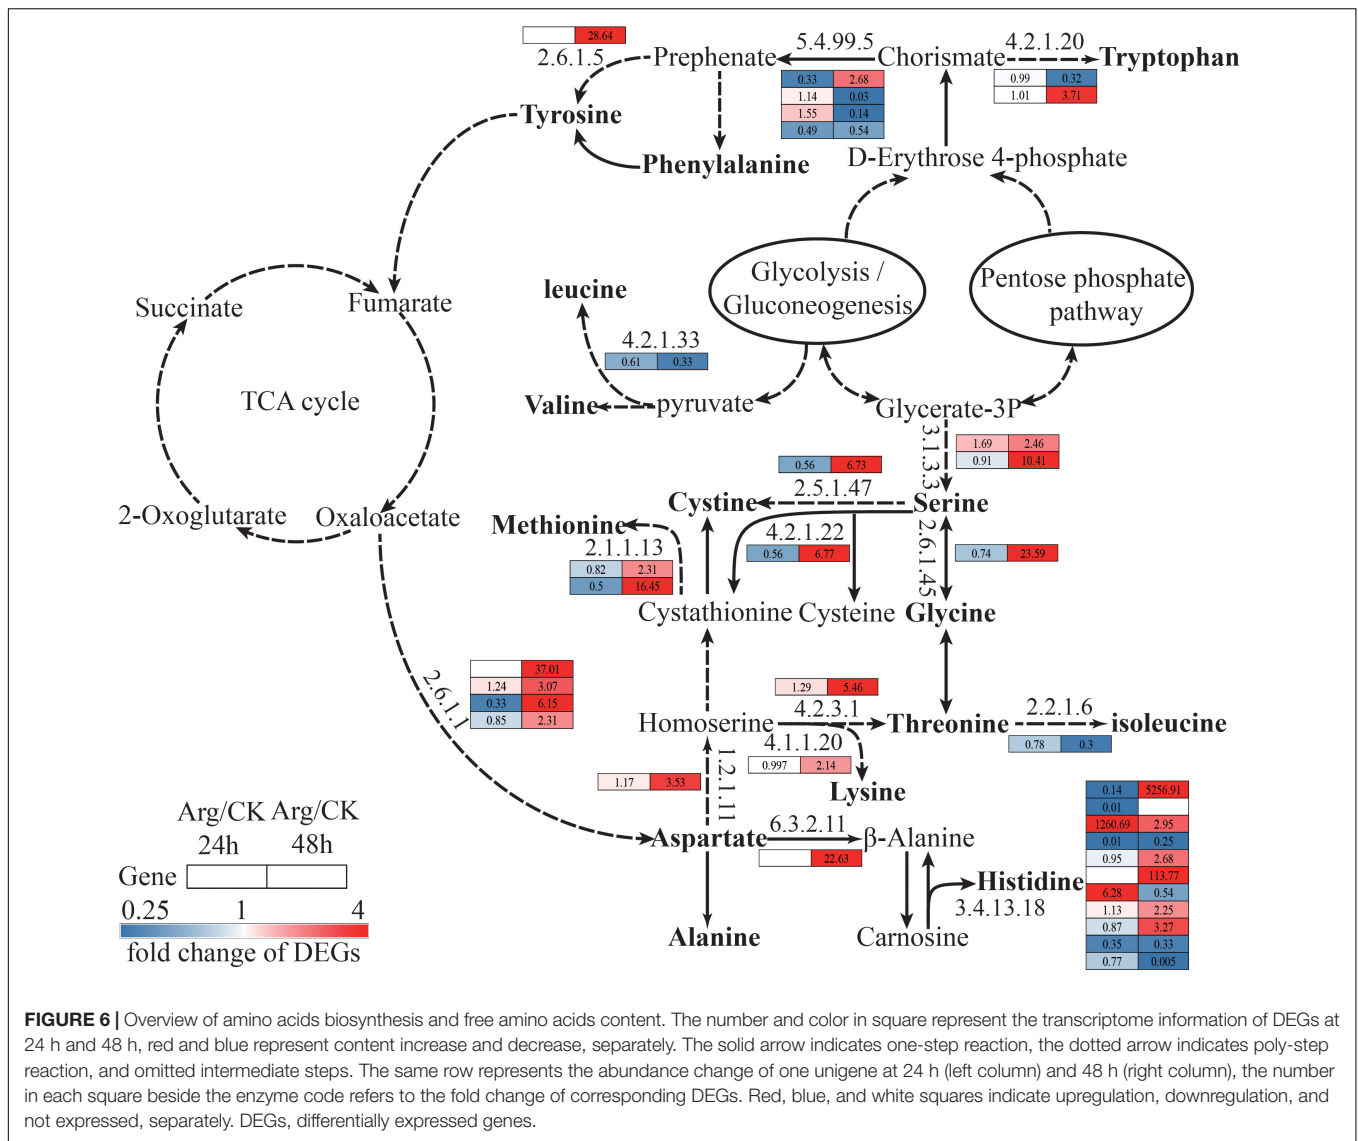 28.64
2.6.1.5
Prephenate
5.4.99.5
Chorismate
4.2.1.20
Tryptophan
0.33 2.68
1.14 0.03
1.55 0.14
0.49 0.54
0.99 0.32
1.01 3.71
Tyrosine
Phenylalanine
D-Erythrose 4-phosphate
Glycolysis /
Gluconeogenesis
Pentose phosphate
pathway
Succinate
Fumarate
TCA cycle
2-Oxoglutarate
Oxaloacetate
leucine
4.2.1.33
0.61 0.33
Valine
pyruvate
Glycerate-3P
3.1.3.3
1.69 2.46
0.91 10.41
0.56 6.73
Cystine
2.5.1.47
Serine
Methionine
2.1.1.13
0.82 2.31
0.5 16.45
4.2.1.22
0.56 6.77
2.6.1.45
0.74 23.59
Cystathionine
Cysteine
Glycine
2.6.1.1
37.01
1.24 3.07
0.33 6.15
0.85 2.31
1.29 5.46
Homoserine
4.2.3.1
Threonine
2.2.1.6
isoleucine
0.78 0.3
4.1.1.20
0.997 2.14
Lysine
1.17 3.53
1.2.1.11
Aspartate
6.3.2.11
β-Alanine
22.63
Histidine
3.4.13.18
Alanine
Carnosine
0.14 5256.91
0.01
1260.69 2.95
0.01 0.25
0.95 2.68
113.77
6.28 0.54
1.13 2.25
0.87 3.27
0.35 0.33
0.77 0.005
Arg/CK Arg/CK
24h 48h
Gene
0.25 1 4
fold change of DEGs
FIGURE 6 | Overview of amino acids biosynthesis and free amino acids content. The number and color in square represent the transcriptome information of DEGs at
24 h and 48 h, red and blue represent content increase and decrease, separately. The solid arrow indicates one-step reaction, the dotted arrow indicates poly-step
reaction, and omitted intermediate steps. The same row represents the abundance change of one unigene at 24 h (left column) and 48 h (right column), the number
in each square beside the enzyme code refers to the fold change of corresponding DEGs. Red, blue, and white squares indicate upregulation, downregulation, and
not expressed, separately. DEGs, differentially expressed genes.